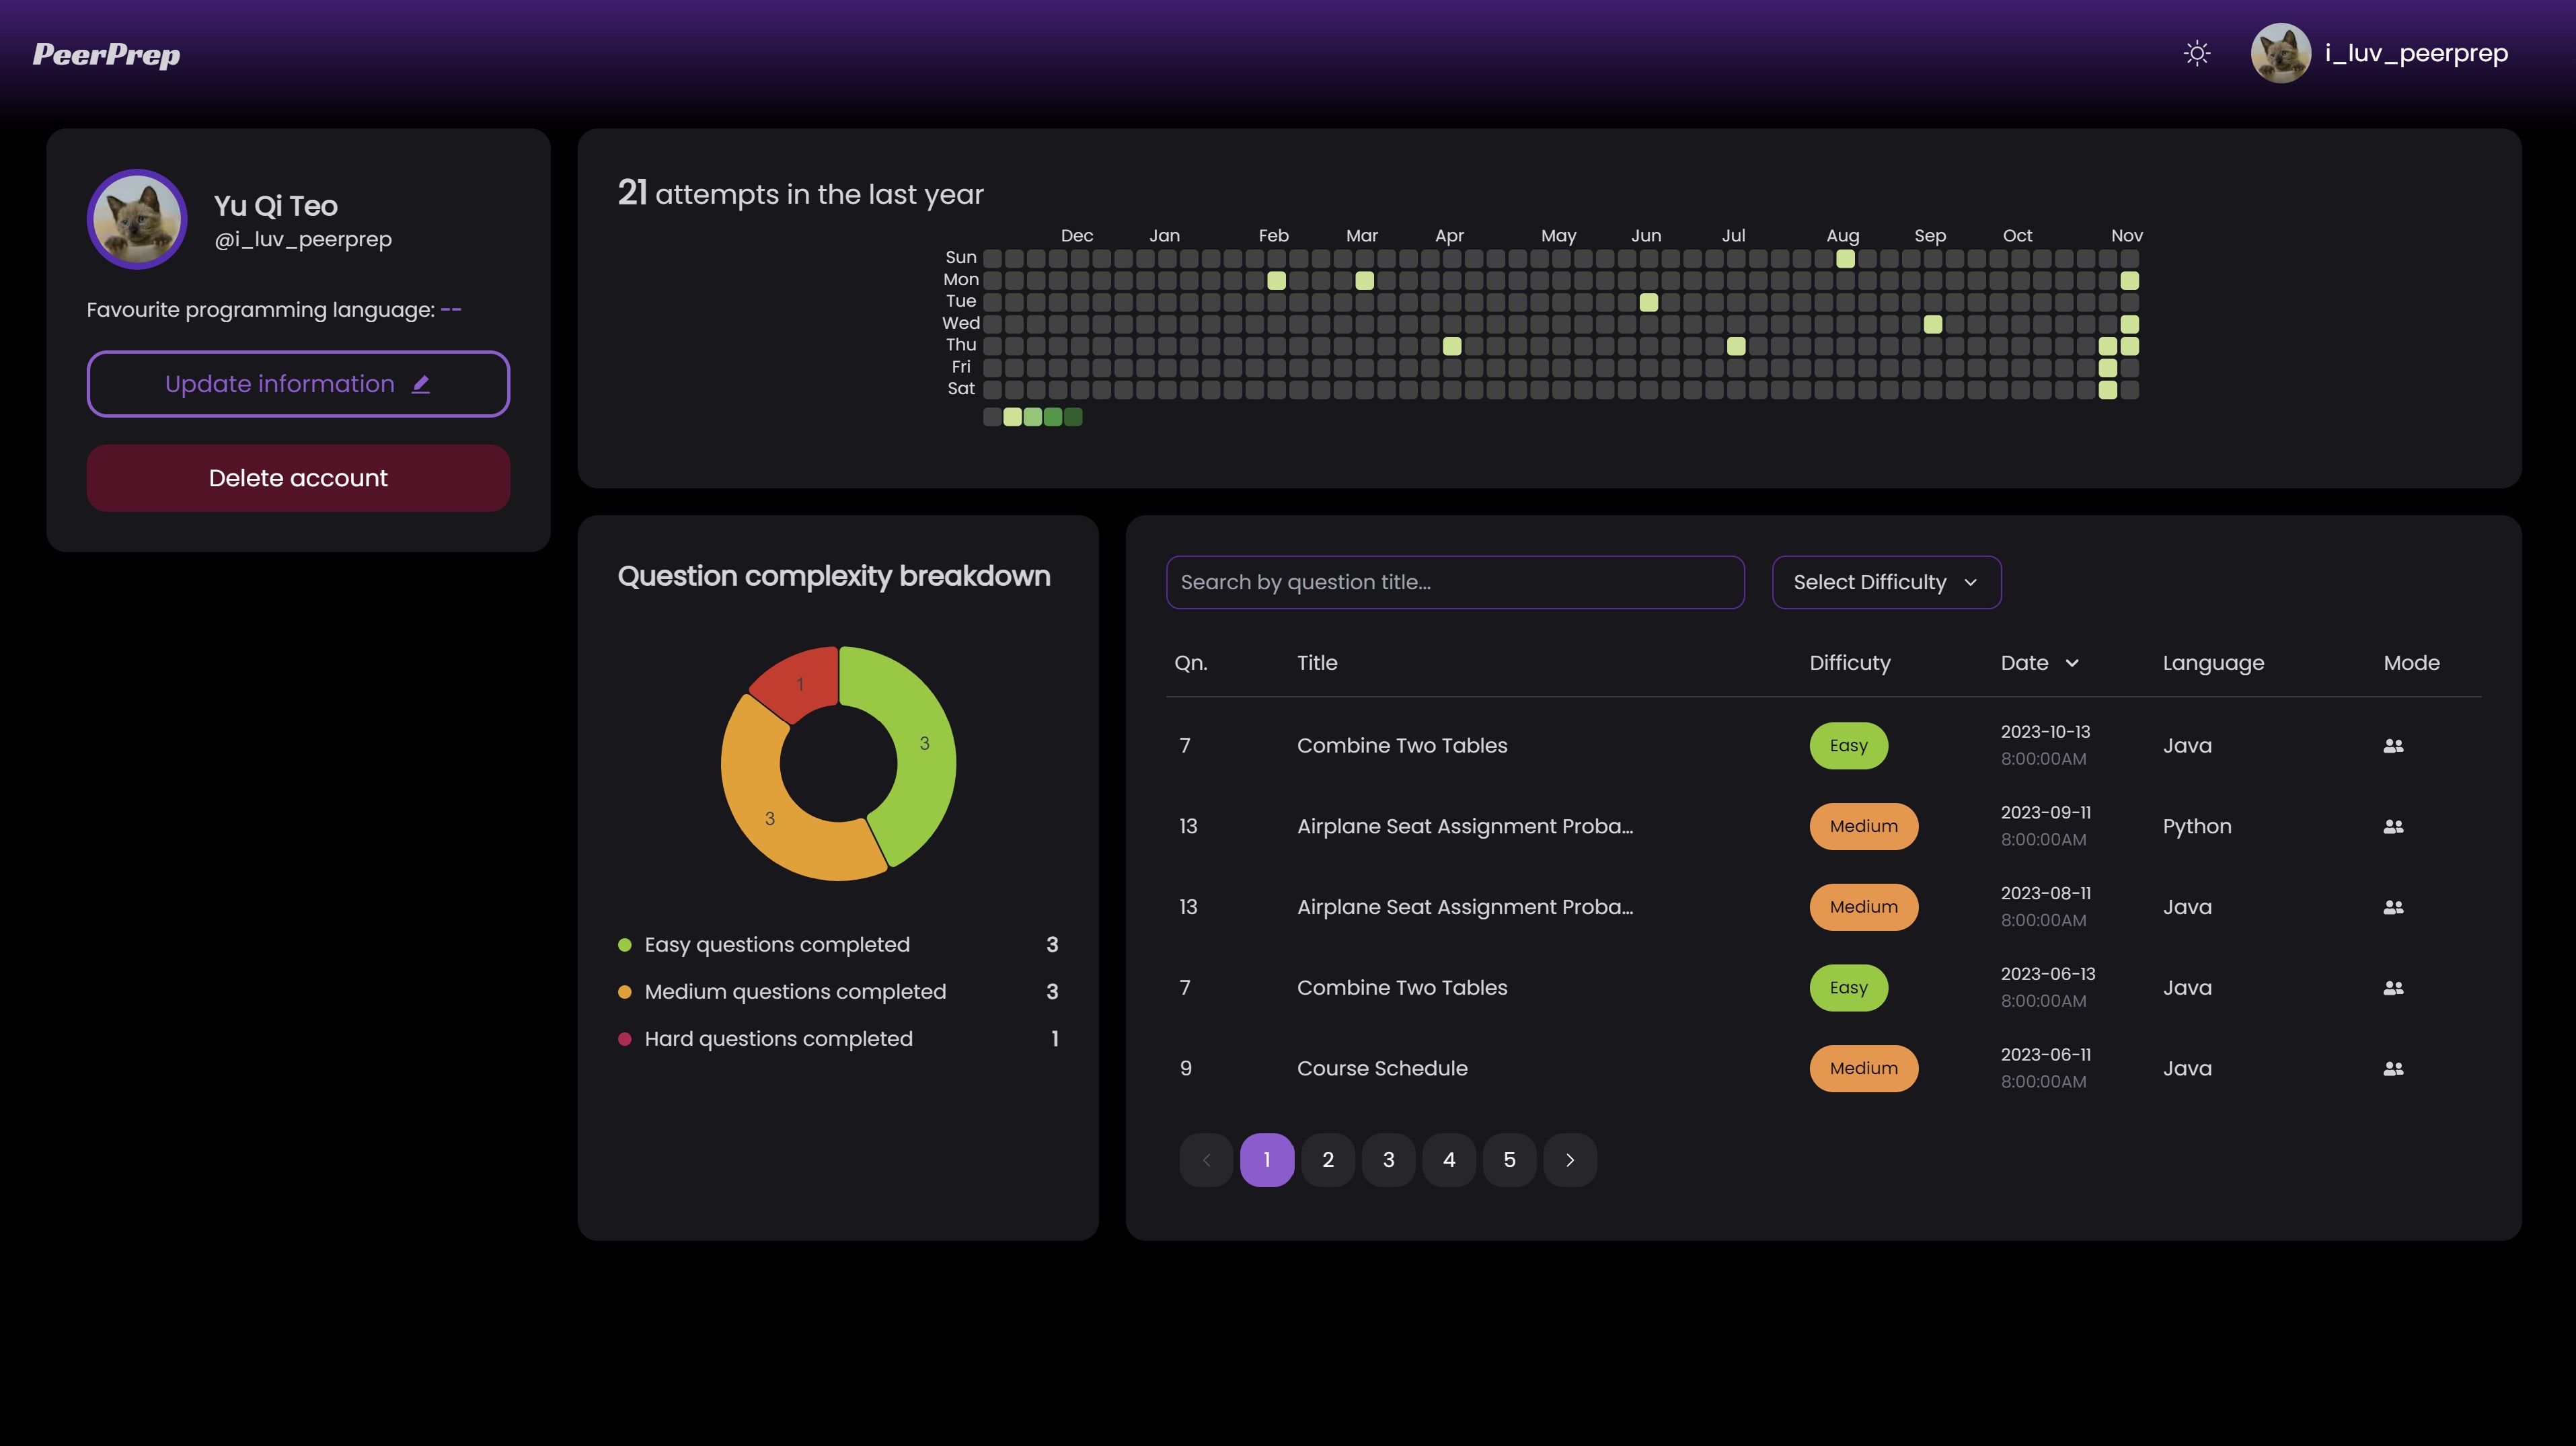 PeerPrep
i_luv_peerprep
Yu Qi Teo
@i_luv_peerprep
Favourite programming language: --
Update information
Delete account
21 attempts in the last year
Dec Jan Feb Mar Apr May Jun Jul Aug Sep Oct Nov
Sun
Mon
Tue
Wed
Thu
Fri
Sat
Question complexity breakdown
1
3
3
Easy questions completed 3
Medium questions completed 3
Hard questions completed 1
Search by question title...
Select Difficulty
Qn. Title Difficuty Date Language Mode
7 Combine Two Tables Easy 2023-10-13 8:00:00AM Java
13 Airplane Seat Assignment Proba... Medium 2023-09-11 8:00:00AM Python
13 Airplane Seat Assignment Proba... Medium 2023-08-11 8:00:00AM Java
7 Combine Two Tables Easy 2023-06-13 8:00:00AM Java
9 Course Schedule Medium 2023-06-11 8:00:00AM Java
1 2 3 4 5